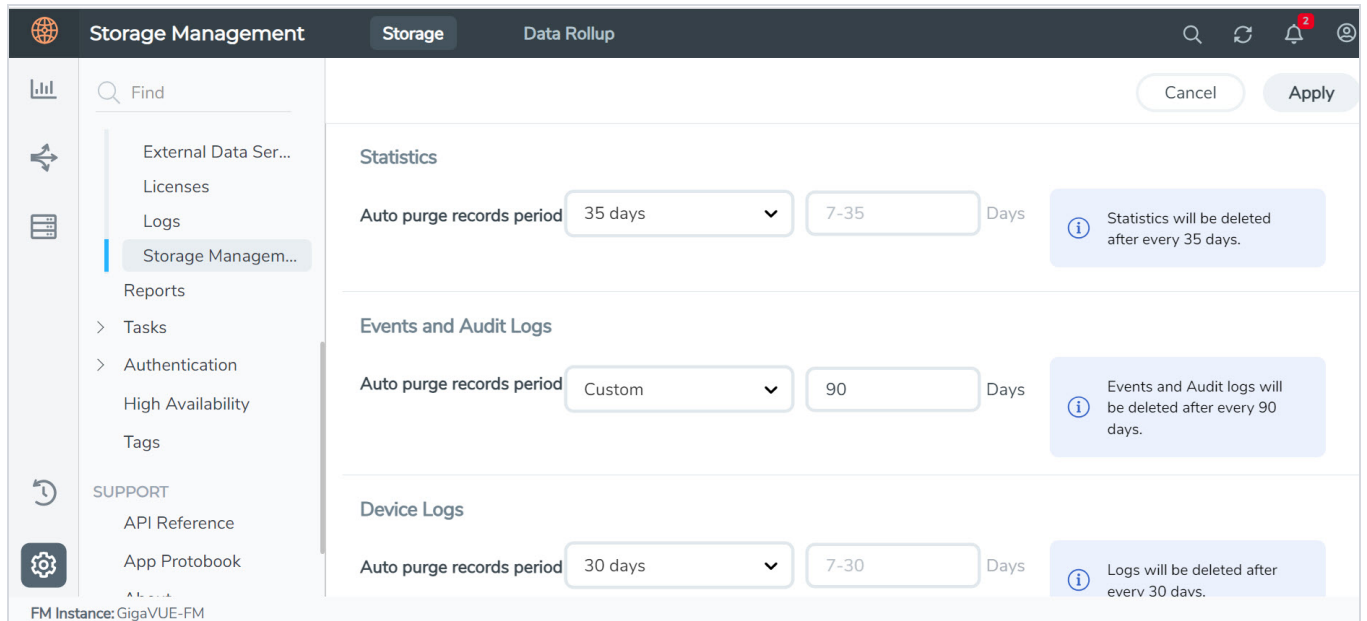 Storage Management
Storage
Data Rollup
2
Find
Cancel
Apply
External Data Ser...
Licenses
Logs
Storage Managem...
Reports
Tasks
Authentication
High Availability
Tags
SUPPORT
API Reference
App Protobook
About
FM Instance: GigaVUE-FM
Statistics
Auto purge records period
35 days
7-35
Days
Statistics will be deleted
after every 35 days.
Events and Audit Logs
Auto purge records period
Custom
90
Days
Events and Audit logs will
be deleted after every 90
days.
Device Logs
Auto purge records period
30 days
7-30
Days
Logs will be deleted after
every 30 days.